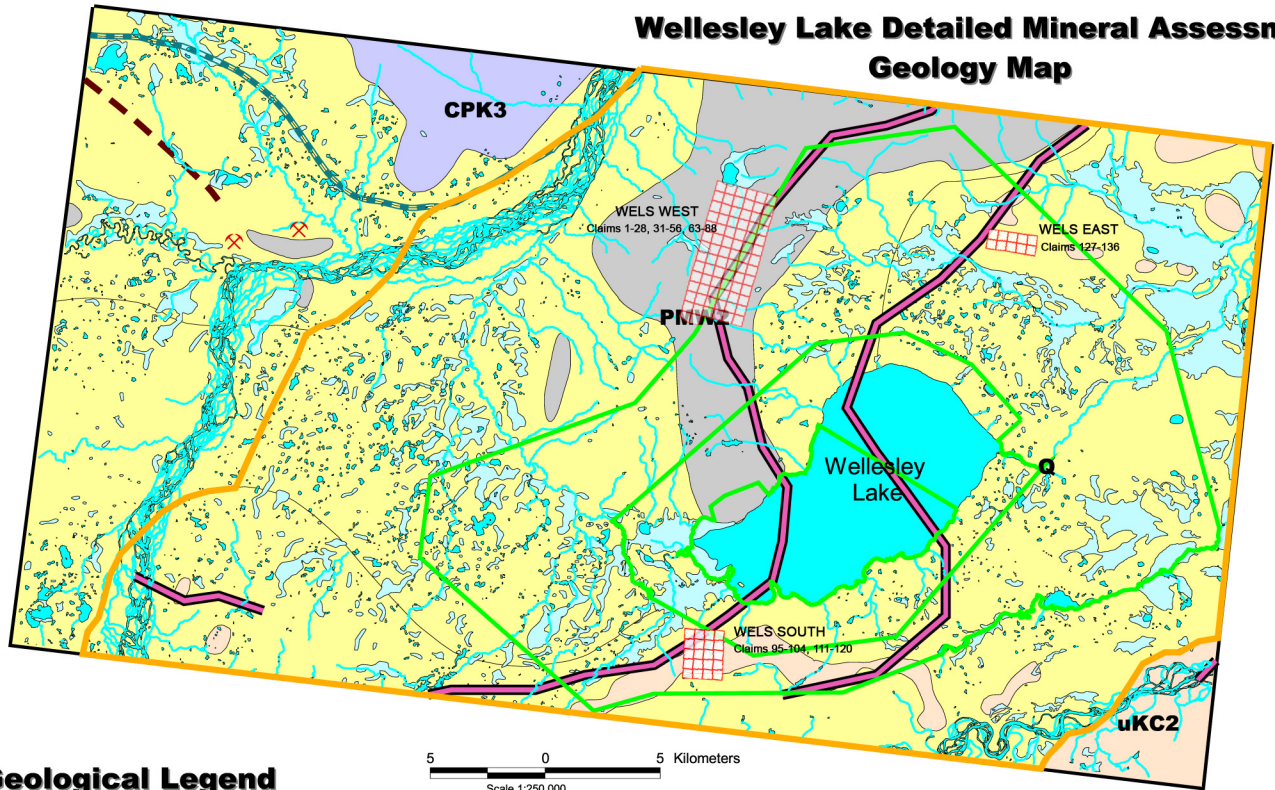 Wellesley Lake Detailed Mineral Assessm
Geology Map
CPK3
WELS WEST
Claims 1-28, 31-56, 63-88
WELS EAST
Claims 127-136
Wellesley
Lake
Q
WELS SOUTH
Claims 95-104, 111-120
uKC2
5 0 5 Kilometers
Scale 1:250,000
Geological Legend